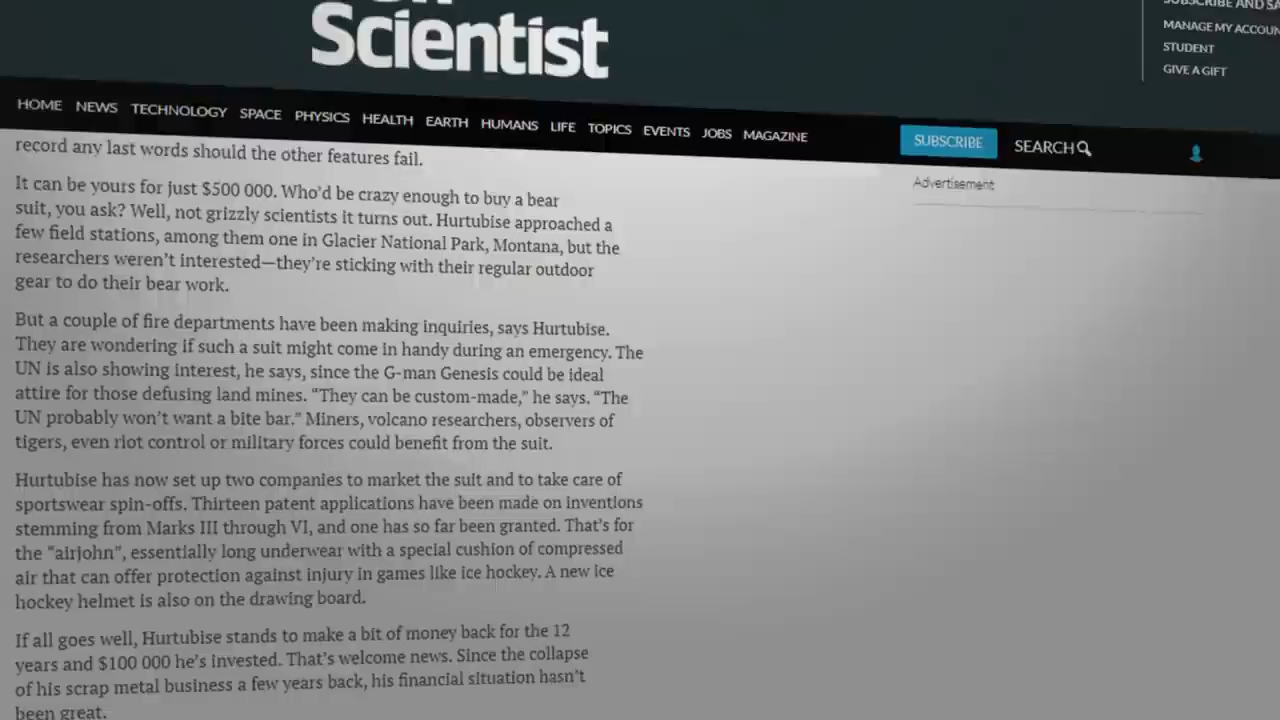 Scientist
MANAGE MY ACCOUN
STUDENT
GIVE A GIFT
HOME NEWS TECHNOLOGY SPACE PHYSICS HEALTH EARTH HUMANS LIFE TOPICS EVENTS JOBS MAGAZINE
SUBSCRIBE SEARCH
Advertisement
record any last words should the other features fail.
It can be yours for just $500 000. Who’d be crazy enough to buy a bear
suit, you ask? Well, not grizzly scientists it turns out. Hurtubise approached a
few field stations, among them one in Glacier National Park, Montana, but the
researchers weren’t interested—they’re sticking with their regular outdoor
gear to do their bear work.
But a couple of fire departments have been making inquiries, says Hurtubise.
They are wondering if such a suit might come in handy during an emergency. The
UN is also showing interest, he says, since the G-man Genesis could be ideal
attire for those defusing land mines. “They can be custom-made,” he says. “The
UN probably won’t want a bite bar.” Miners, volcano researchers, observers of
tigers, even riot control or military forces could benefit from the suit.
Hurtubise has now set up two companies to market the suit and to take care of
sportswear spin-offs. Thirteen patent applications have been made on inventions
stemming from Marks III through VI, and one has so far been granted. That’s for
the "airjohn”, essentially long underwear with a special cushion of compressed
air that can offer protection against injury in games like ice hockey. A new ice
hockey helmet is also on the drawing board.
If all goes well, Hurtubise stands to make a bit of money back for the 12
years and $100 000 he’s invested. That’s welcome news. Since the collapse
of his scrap metal business a few years back, his financial situation hasn’t
been great.